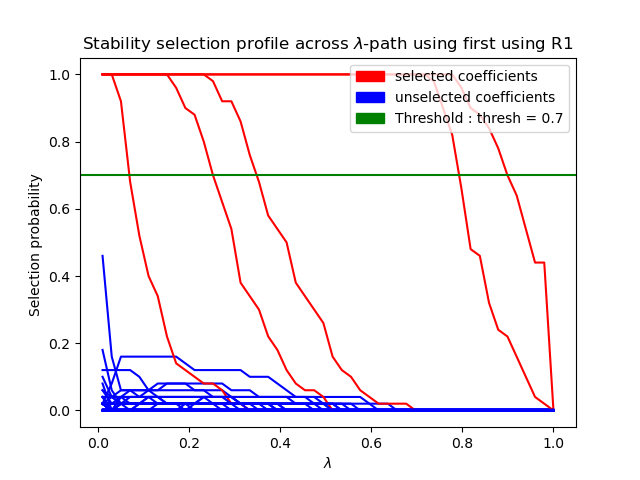 Stability selection profile across λ-path using first using R1
selected coefficients
unselected coefficients
Threshold : thresh = 0.7
Selection probability
1.0
0.8
0.6
0.4
0.2
0.0
0.0 0.2 0.4 0.6 0.8 1.0
λ